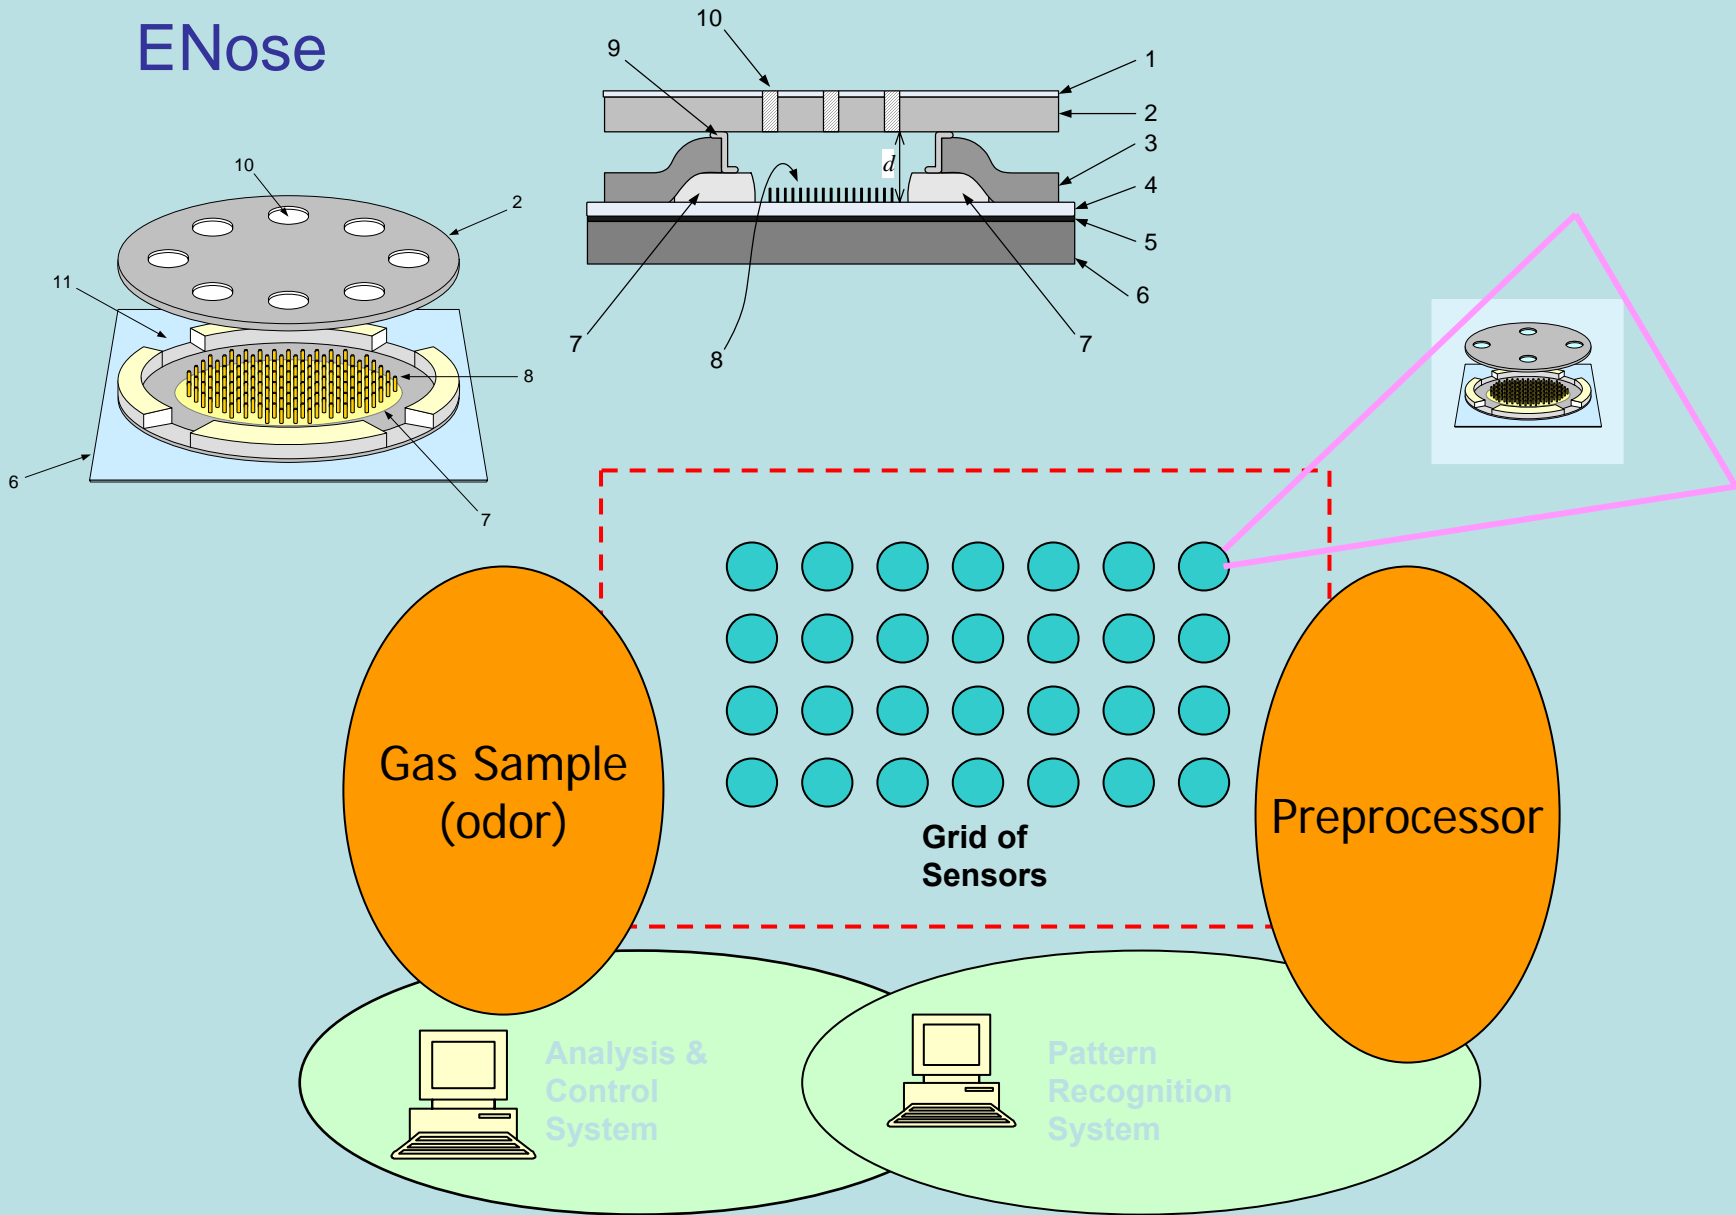 ENose
10
2
11
8
6
7
10
9
1
2
d
3
4
5
6
7
8
7
Gas Sample
(odor)
Grid of
Sensors
Preprocessor
Analysis &
Control
System
Pattern
Recognition
System